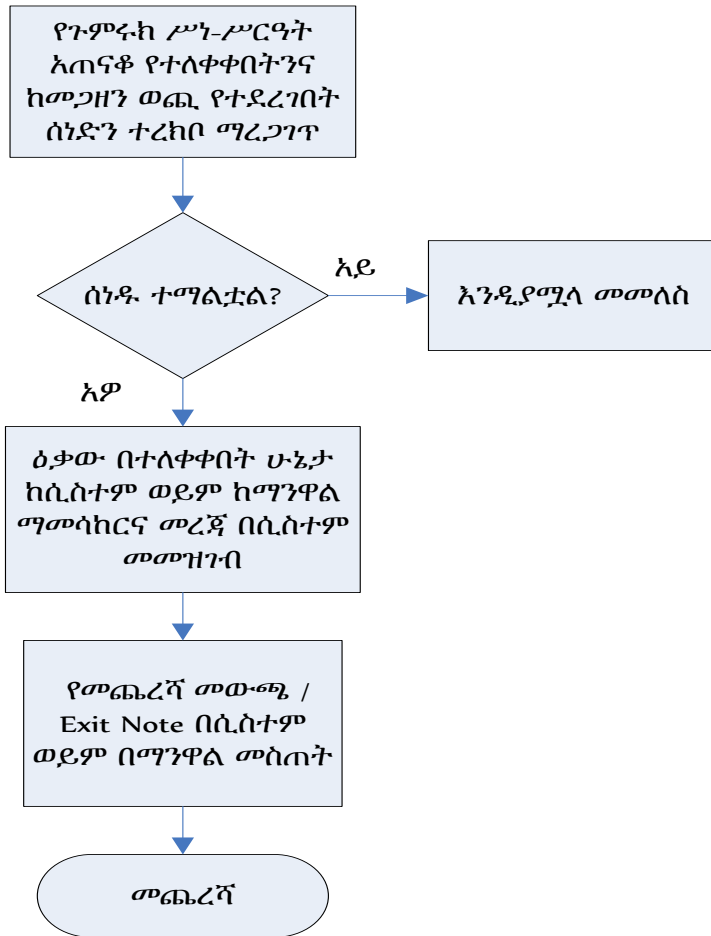 የጉምሩክ ሥነ-ሥርዓት
አጠናቆ የተለቀቀበትንና
ከመጋዘን ወጪ የተደረገበት
ሰነድን ተረክቦ ማረጋገጥ
ሰነዱ ተማልቷል?
አይ
እንዲያሟላ መመለስ
አዎ
ዕቃው በተለቀቀበት ሁኔታ
ከሲስተም ወይም ከማንዋል
ማመሳከርና መረጃ በሲስተም
መመዝገብ
የመጨረሻ መውጫ /
Exit Note በሲስተም
ወይም በማንዋል መስጠት
መጨረሻ